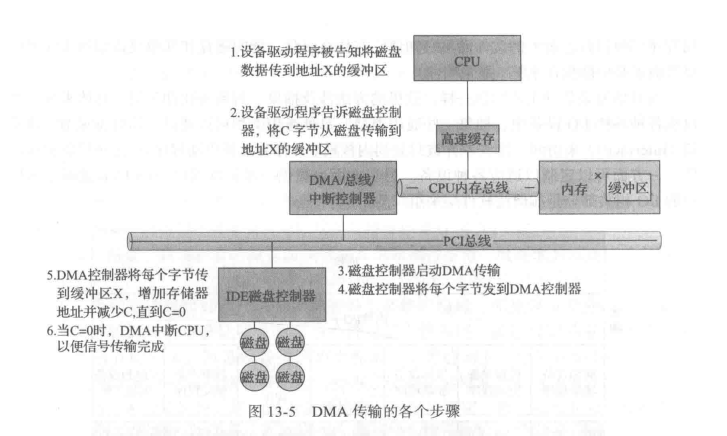 1.设备驱动程序被告知将磁盘
数据传到地址X的缓冲区
CPU
2.设备驱动程序告诉磁盘控制
器，将C 字节从磁盘传输到
地址X的缓冲区
高速缓存
DMA/总线/
中断控制器
CPU内存总线
内存
×
缓冲区
PCI总线
5.DMA控制器将每个字节传
到缓冲区X，增加存储器
地址并减少C,直到C=0
6.当C=0时，DMA中断CPU，
以便信号传输完成
IDE磁盘控制器
3.磁盘控制器启动DMA传输
4.磁盘控制器将每个字节发到DMA控制器
磁盘
磁盘
磁盘
磁盘
图 13-5 DMA 传输的各个步骤